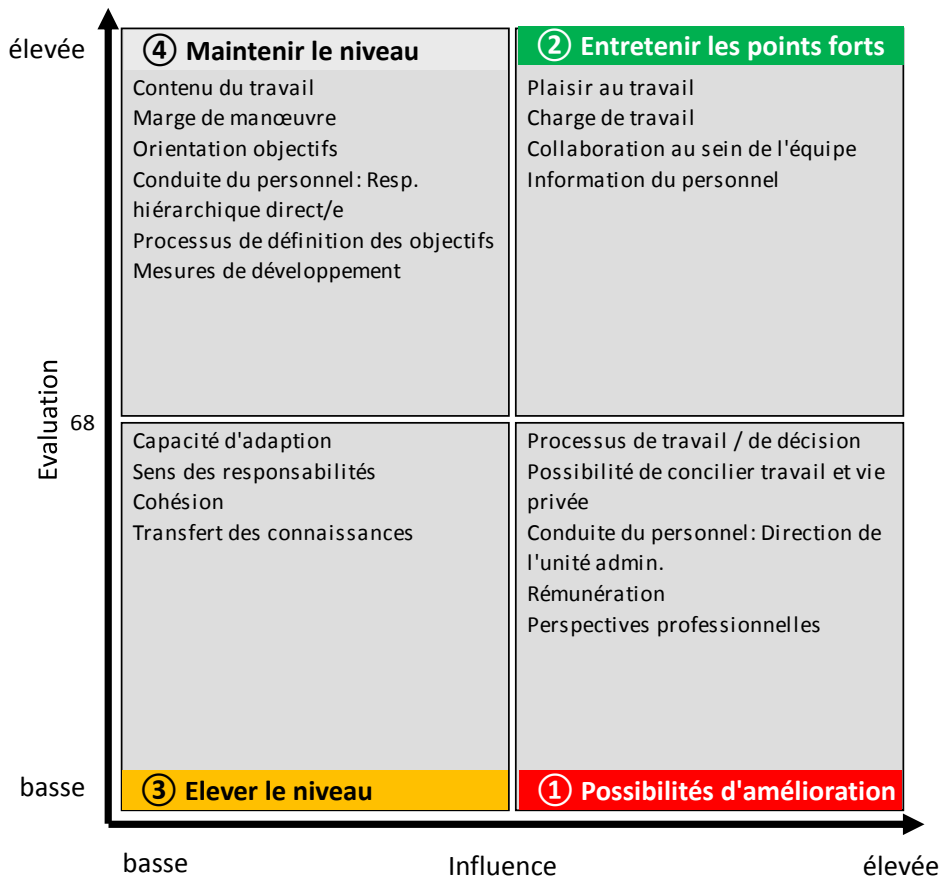 élevée
④ Maintenir le niveau
Contenu du travail
Marge de manœuvre
Orientation objectifs
Conduite du personnel: Resp.
hiérarchique direct/e
Processus de définition des objectifs
Mesures de développement
② Entretenir les points forts
Plaisir au travail
Charge de travail
Collaboration au sein de l'équipe
Information du personnel
Evaluation
68
Capacité d'adaption
Sens des responsabilités
Cohésion
Transfert des connaissances
③ Elever le niveau
Processus de travail / de décision
Possibilité de concilier travail et vie
privée
Conduite du personnel: Direction de
l'unité admin.
Rémunération
Perspectives professionnelles
① Possibilités d'amélioration
basse
basse
Influence
élevée